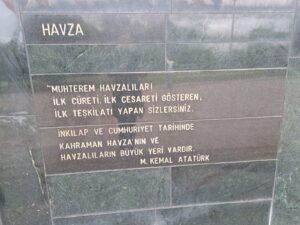 HAVZA
"MUHTEREM HAVZALILAR!
İLK CÜRETİ, İLK CESARETİ GÖSTEREN,
İLK TEŞKİLATI YAPAN SİZLERSİNİZ.
İNKILAP VE CUMHURİYET TARİHİNDE
KAHRAMAN HAVZA'NIN VE
HAVZALILARIN BÜYÜK YERİ VARDIR.
M. KEMAL ATATÜRK